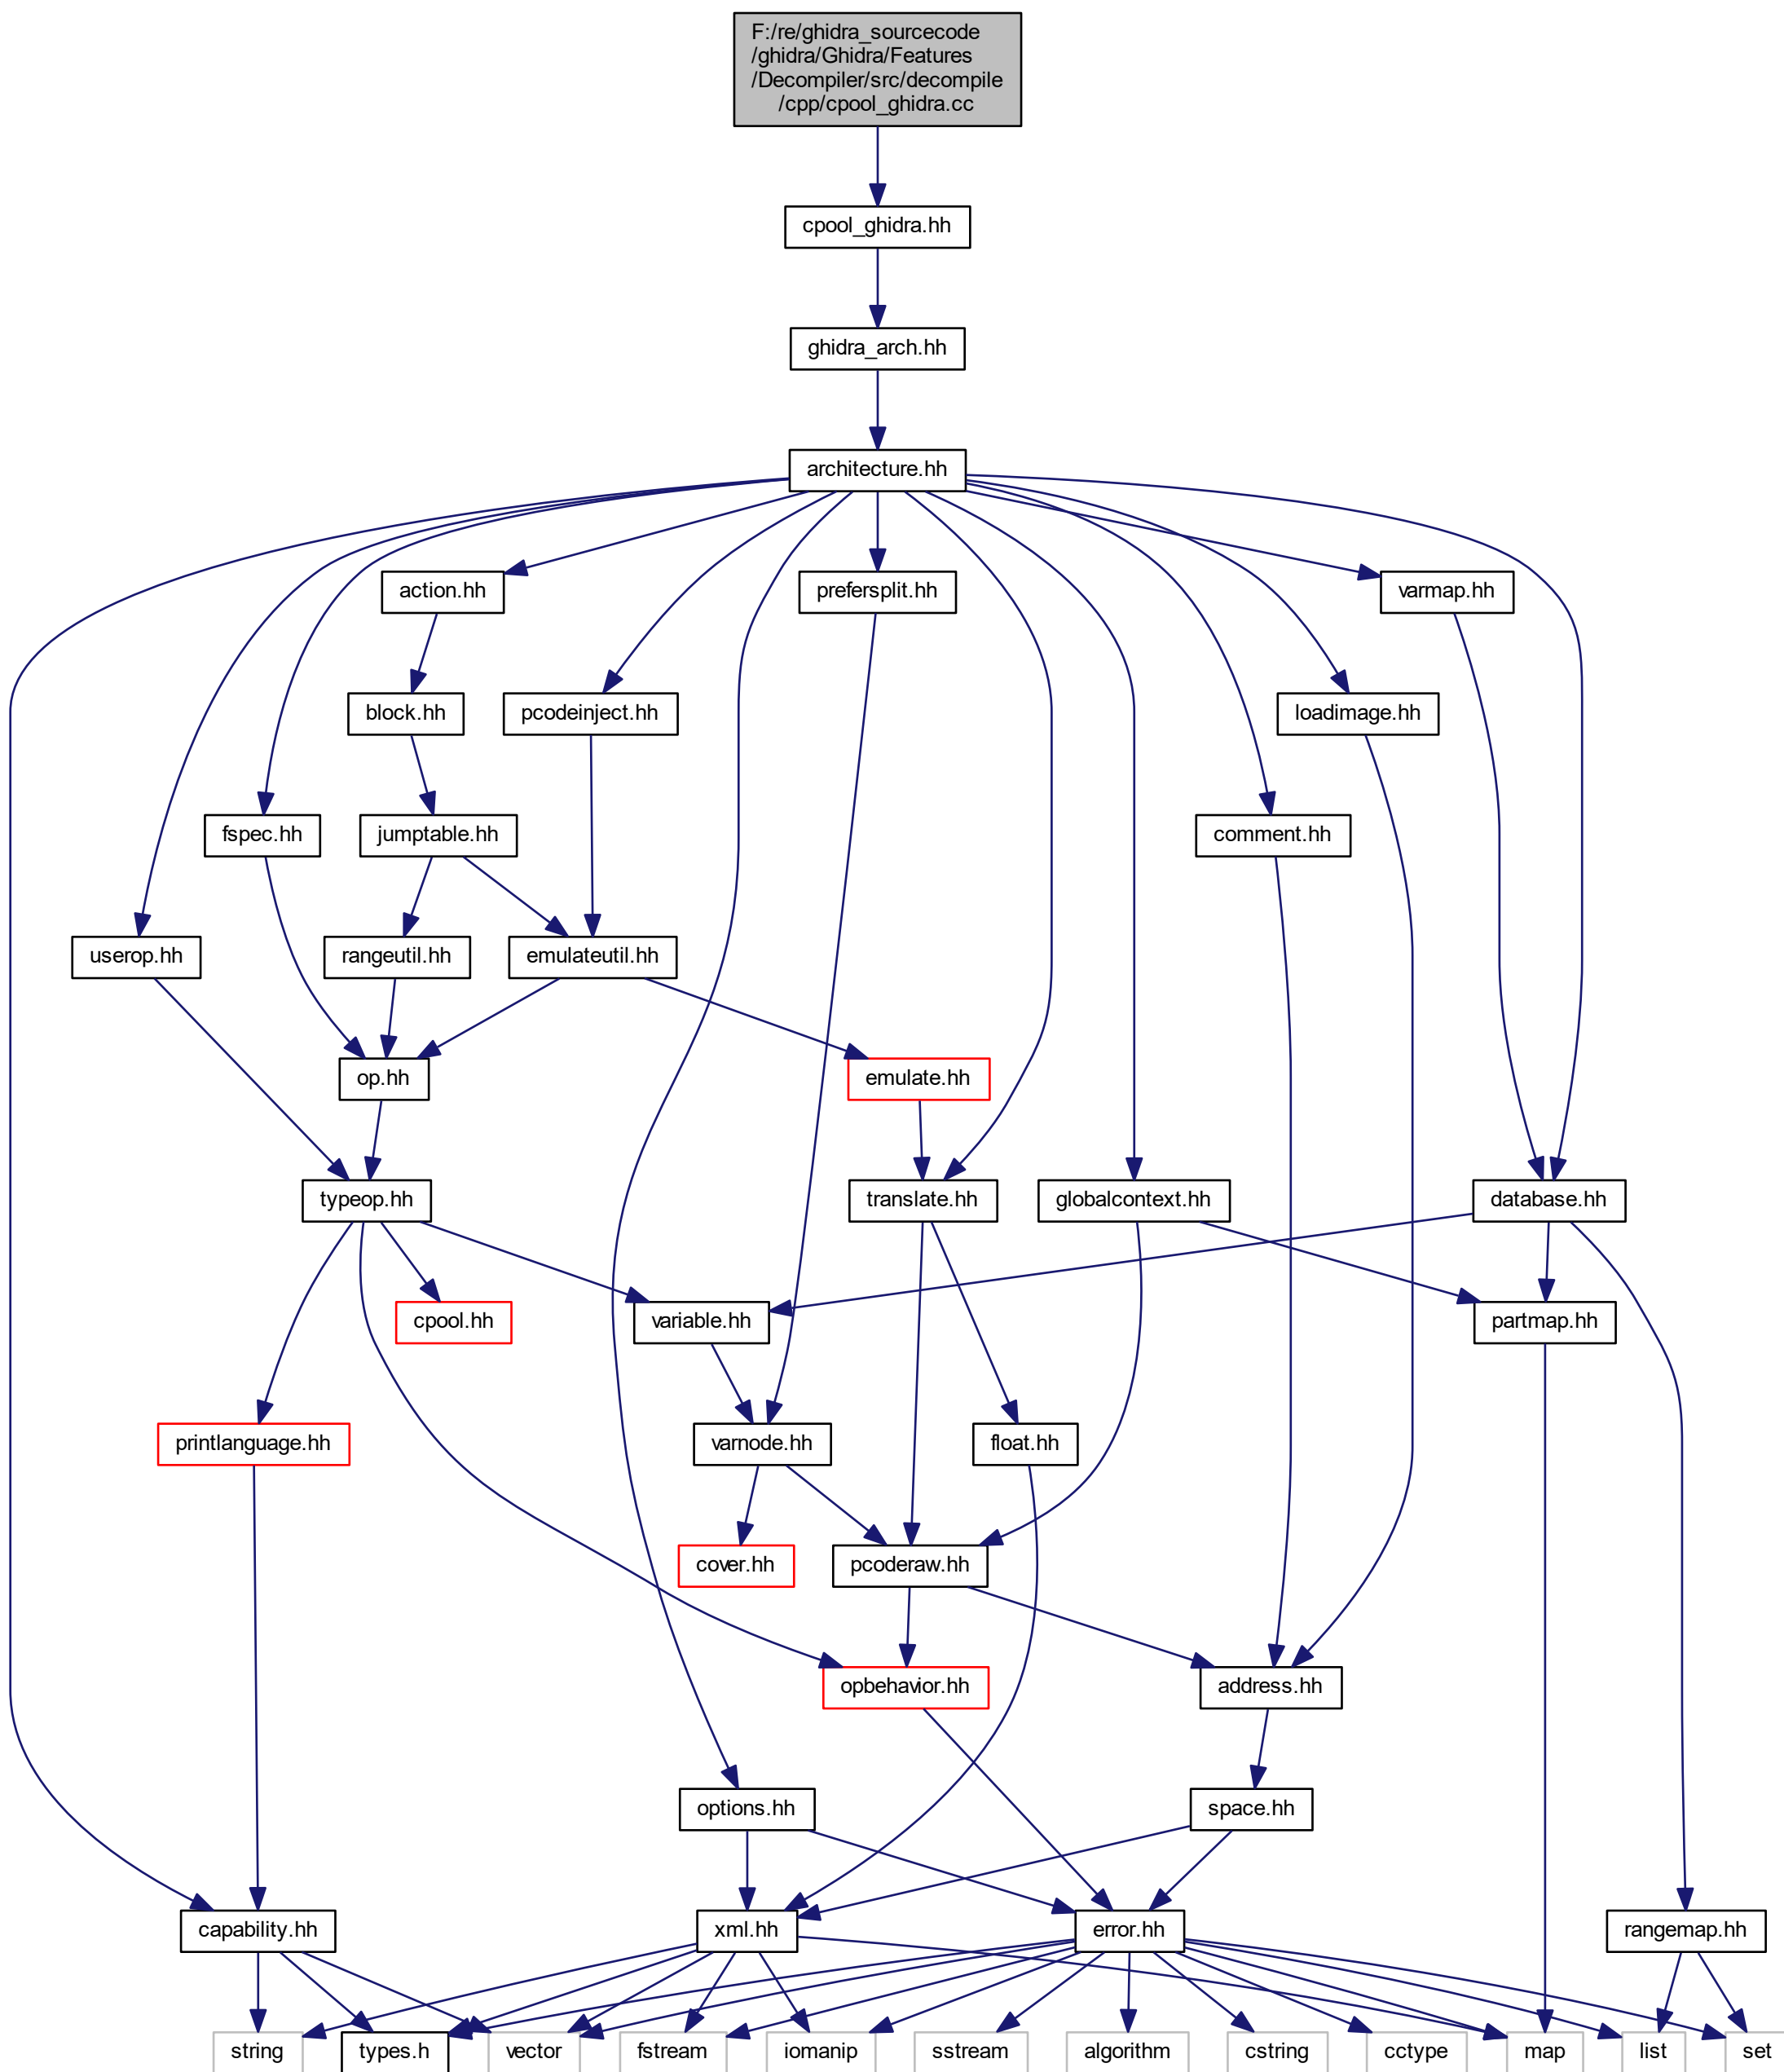 F:/re/ghidra_sourcecode
/ghidra/Ghidra/Features
/Decompiler/src/decompile
/cpp/cpool_ghidra.cc
cpool_ghidra.hh
ghidra_arch.hh
architecture.hh
action.hh
prefersplit.hh
varmap.hh
block.hh
pcodeinject.hh
loadimage.hh
fspec.hh
jumptable.hh
comment.hh
userop.hh
rangeutil.hh
emulateutil.hh
op.hh
emulate.hh
typeop.hh
translate.hh
globalcontext.hh
database.hh
cpool.hh
variable.hh
partmap.hh
printlanguage.hh
varnode.hh
float.hh
cover.hh
pcoderaw.hh
opbehavior.hh
address.hh
options.hh
space.hh
capability.hh
xml.hh
error.hh
rangemap.hh
string
types.h
vector
fstream
iomanip
sstream
algorithm
cstring
cctype
map
list
set